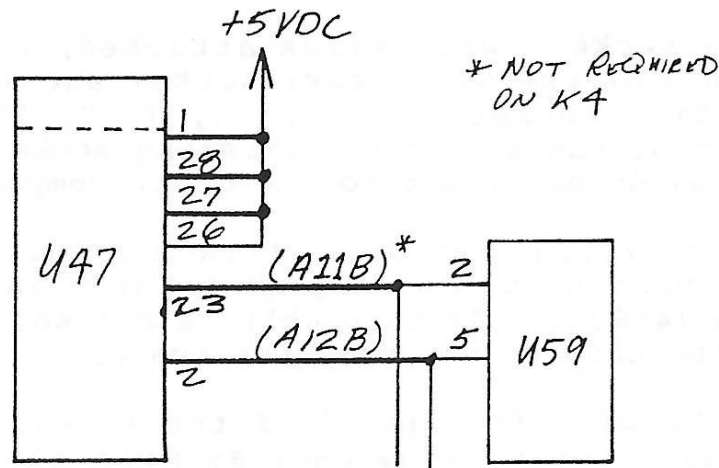 +5VDC
* NOT REQUIRED
ON K4
1
28
27
26
U47
(A11B)*
2
23
(A12B)
5
U59
2